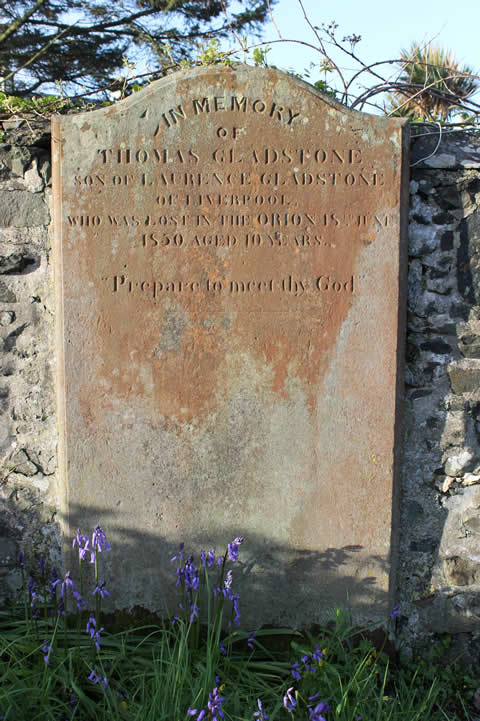 IN MEMORY
OF
THOMAS GLADSTONE
SON OF LAURENCE GLADSTONE
OF LIVERPOOL,
WHO WAS LOST IN THE ORION 18TH JUNE
1850 AGED 10 YEARS.
"Prepare to meet thy God"